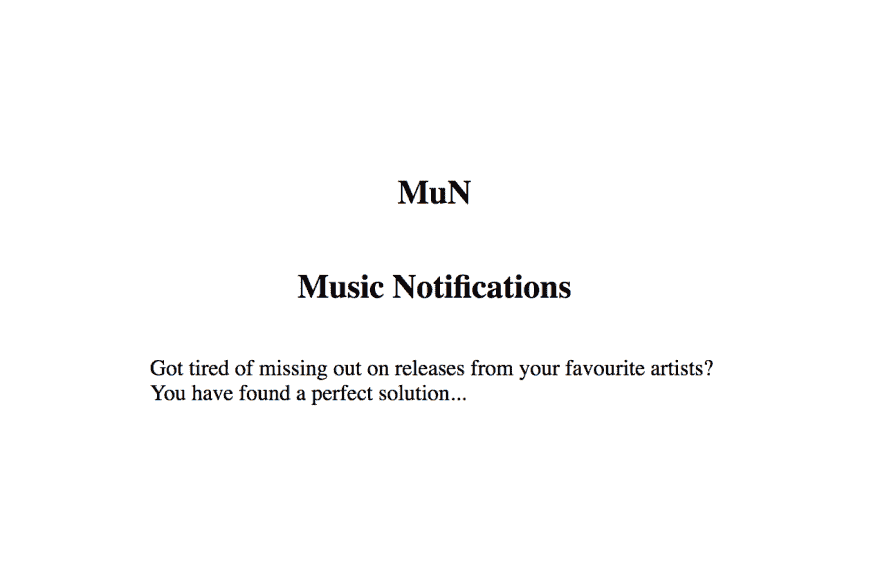 MuN
Music Notifications
Got tired of missing out on releases from your favourite artists?
You have found a perfect solution...